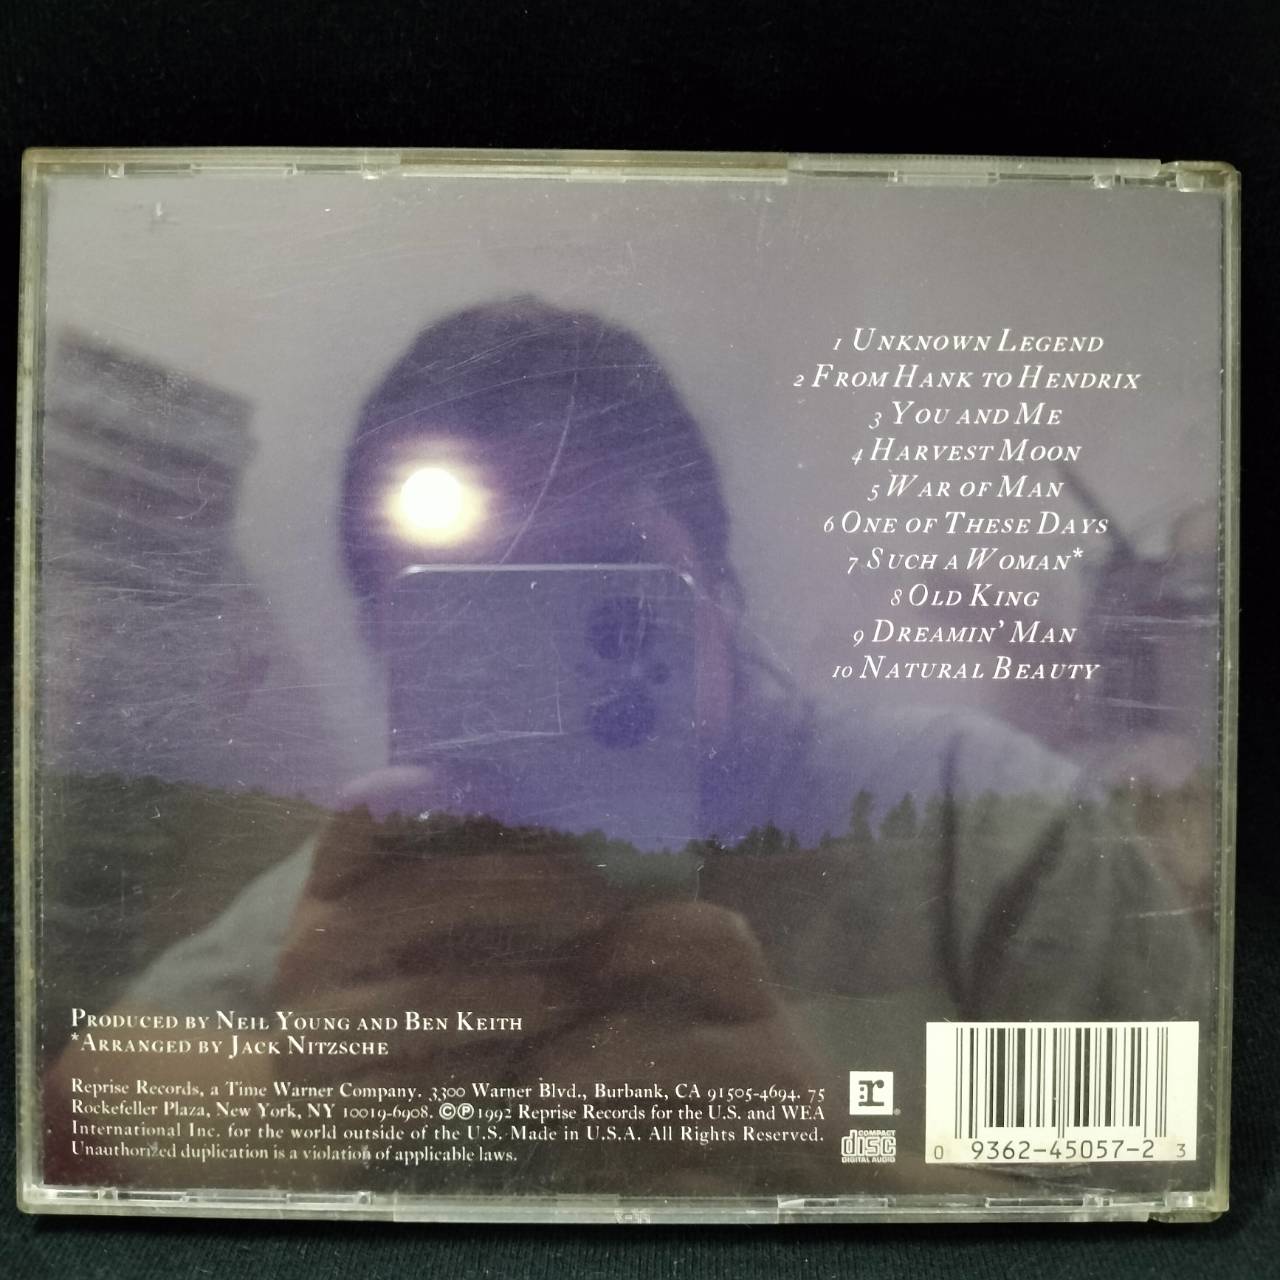 1 Unknown Legend
2 From Hank to Hendrix
3 You and Me
4 Harvest Moon
5 War of Man
6 One of These Days
7 Such a Woman*
8 Old King
9 Dreamin' Man
10 Natural Beauty
Produced by Neil Young and Ben Keith
*Arranged by Jack Nitzsche
Reprise Records, a Time Warner Company. 3300 Warner Blvd., Burbank, CA 91505-4694. 75
Rockefeller Plaza, New York, NY 10019-6908. ©℗1992 Reprise Records for the U.S. and WEA
International Inc. for the world outside of the U.S. Made in U.S.A. All Rights Reserved.
Unauthorized duplication is a violation of applicable laws.
r®
COMPACT
disc
DIGITAL AUDIO
0 9362-45057-2 3